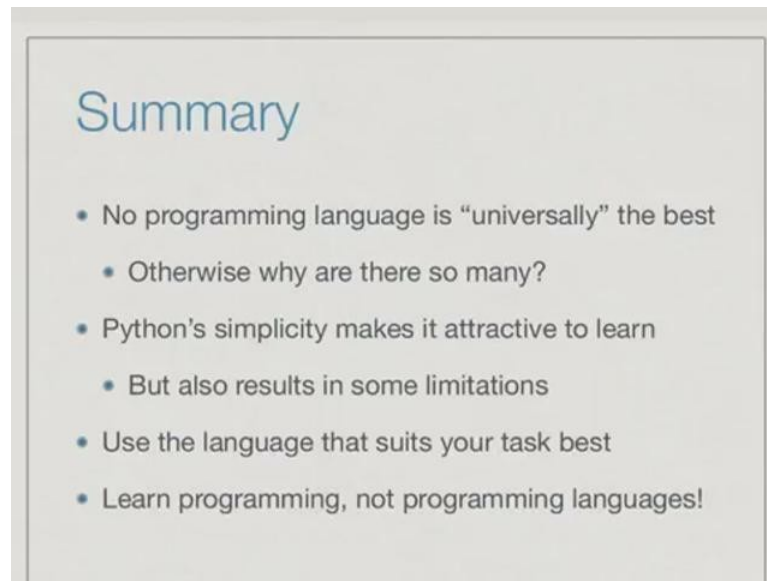 Summary
• No programming language is “universally” the best
• Otherwise why are there so many?
• Python’s simplicity makes it attractive to learn
• But also results in some limitations
• Use the language that suits your task best
• Learn programming, not programming languages!